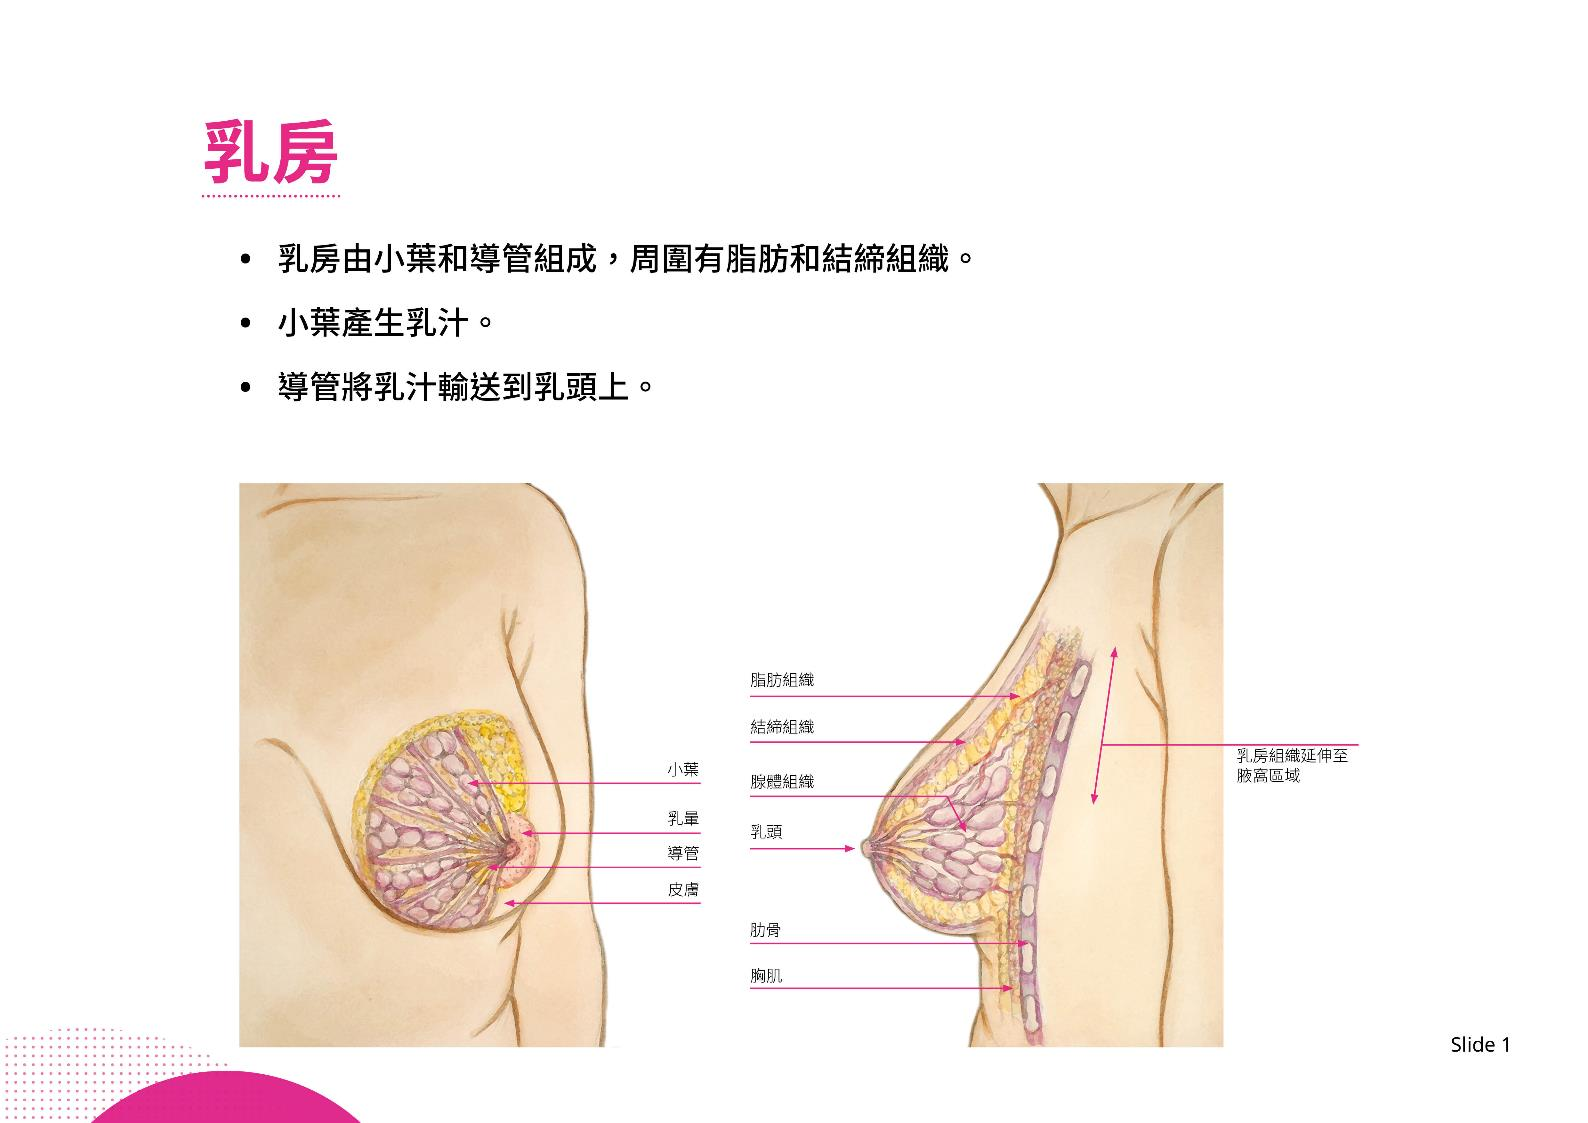 乳房
• 乳房由小葉和導管組成，周圍有脂肪和結締組織。
• 小葉產生乳汁。
• 導管將乳汁輸送到乳頭上。
小葉
乳暈
導管
皮膚
脂肪組織
結締組織
腺體組織
乳頭
肋骨
胸肌
乳房組織延伸至
腋窩區域
Slide 1